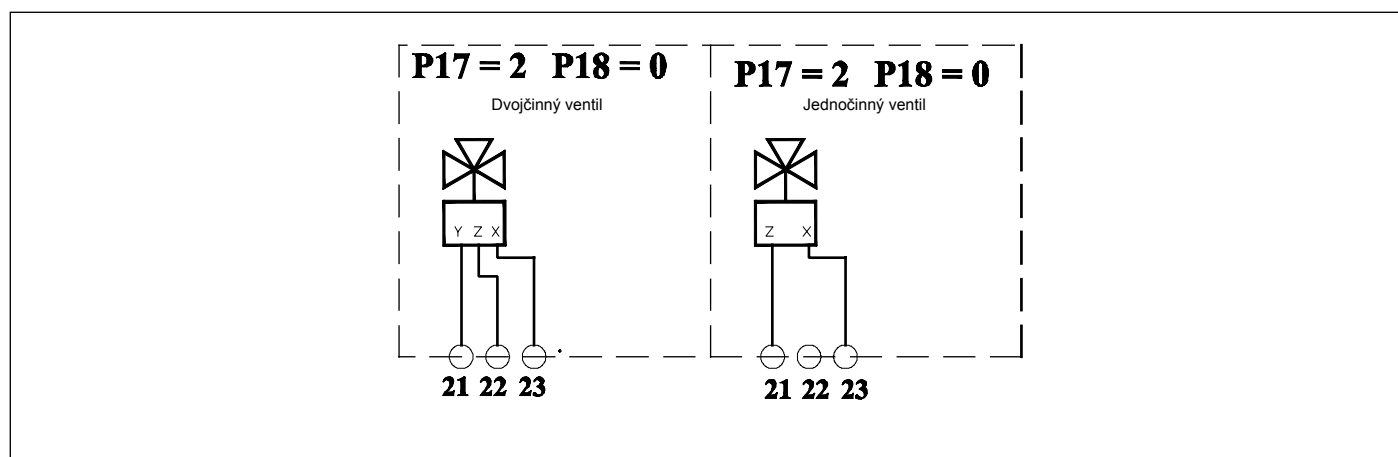 P17 = 2 P18 = 0
Dvojčinný ventil
Y Z X
21 22 23
P17 = 2 P18 = 0
Jednočinný ventil
Z X
21 22 23